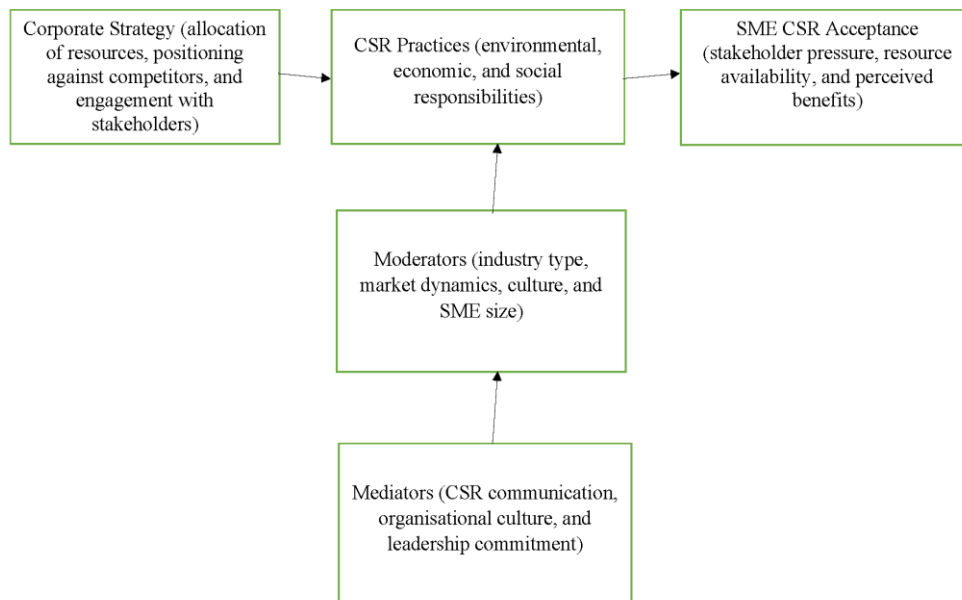 Corporate Strategy (allocation
of resources, positioning
against competitors, and
engagement with
stakeholders)
CSR Practices (environmental,
economic, and social
responsibilities)
SME CSR Acceptance
(stakeholder pressure, resource
availability, and perceived
benefits)
Moderators (industry type,
market dynamics, culture, and
SME size)
Mediators (CSR communication,
organisational culture, and
leadership commitment)